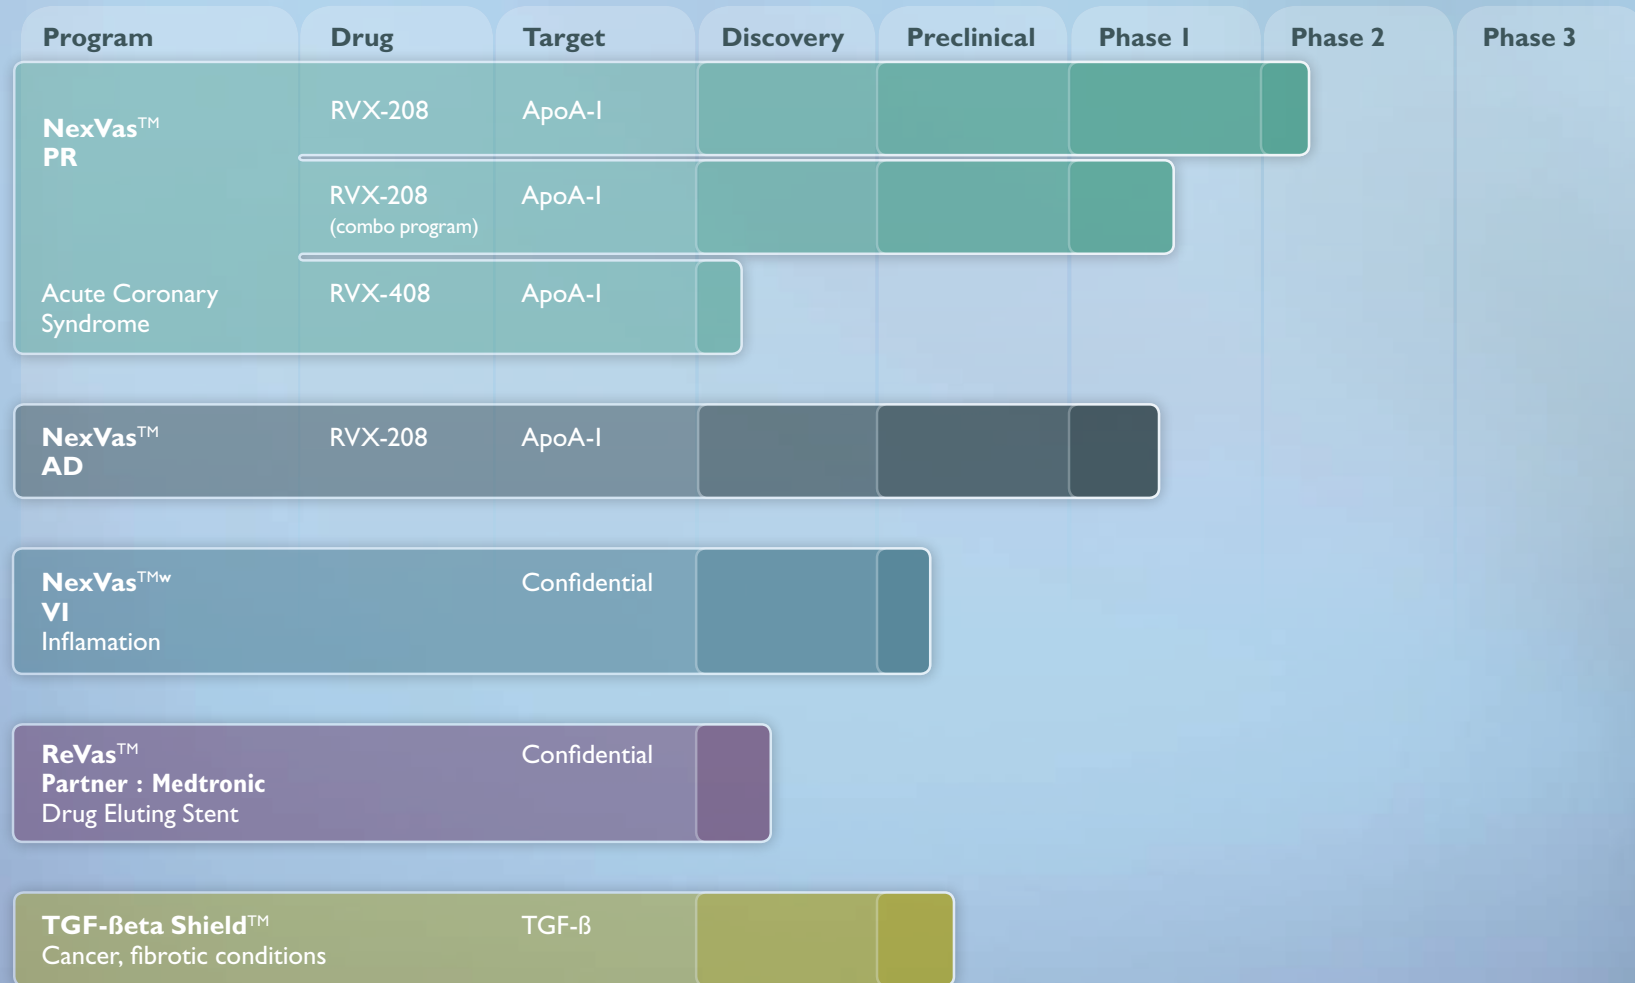 Program Drug Target Discovery Preclinical Phase 1 Phase 2 Phase 3
NexVas™
PR
RVX-208 ApoA-I
RVX-208 ApoA-I
(combo program)
Acute Coronary
Syndrome
RVX-408 ApoA-I
NexVas™ RVX-208 ApoA-I
AD
NexVas™w Confidential
VI
Inflamation
ReVas™ Confidential
Partner : Medtronic
Drug Eluting Stent
TGF-ßeta Shield™ TGF-ß
Cancer, fibrotic conditions